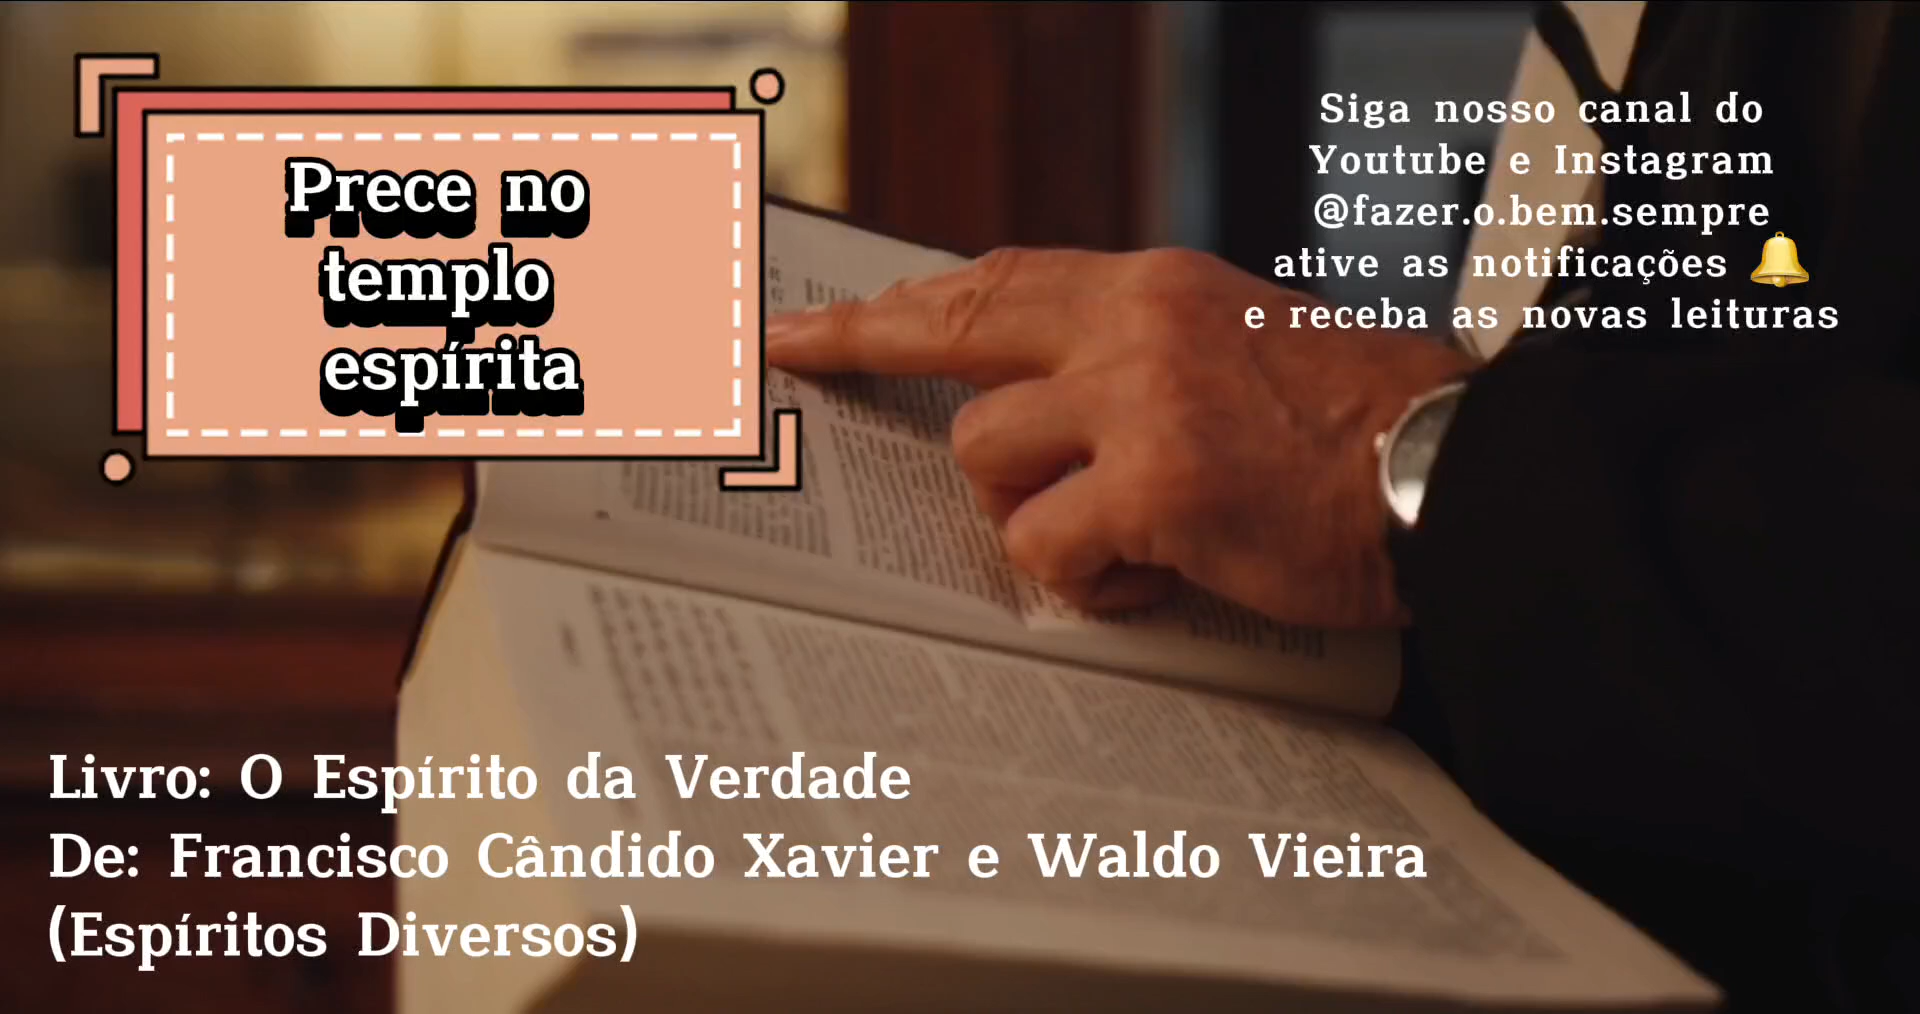 Prece no
templo
espírita
Siga nosso canal do
Youtube e Instagram
@fazer.o.bem.sempre
ative as notificações 🔔
e receba as novas leituras
Livro: O Espírito da Verdade
De: Francisco Cândido Xavier e Waldo Vieira
(Espíritos Diversos)